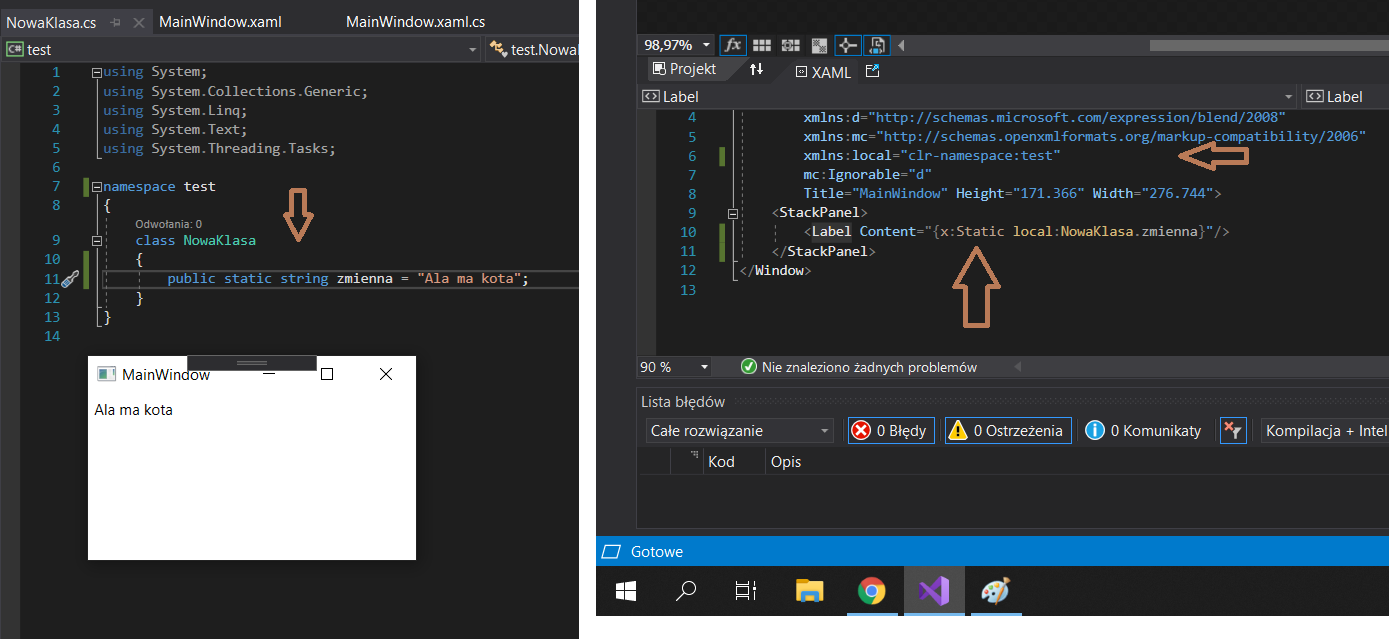 NowaKlasa.cs
MainWindow.xaml
MainWindow.xaml.cs
C# test
test.Nowal
1 using System;
2 using System.Collections.Generic;
3 using System.Linq;
4 using System.Text;
5 using System.Threading.Tasks;
6
7 namespace test
8 {
Odwołania: 0
9 class NowaKlasa
10 {
11 public static string zmienna = "Ala ma kota";
12 }
13 }
14
MainWindow
Ala ma kota
98,97%
fx
Projekt
XAML
Label
Label
4 xmlns:d="http://schemas.microsoft.com/expression/blend/2008"
5 xmlns:mc="http://schemas.openxmlformats.org/markup-compatibility/2006"
6 xmlns:local="clr-namespace:test"
7 mc:Ignorable="d"
8 Title="MainWindow" Height="171.366" Width="276.744">
9 <StackPanel>
10 <Label Content="{x:Static local:NowaKlasa.zmienna}"/>
11 </StackPanel>
12 </Window>
13
90 %
Nie znaleziono żadnych problemów
Lista błędów
Całe rozwiązanie
0 Błędy
0 Ostrzeżenia
0 Komunikaty
Kompilacja + Intel
Kod
Opis
Gotowe